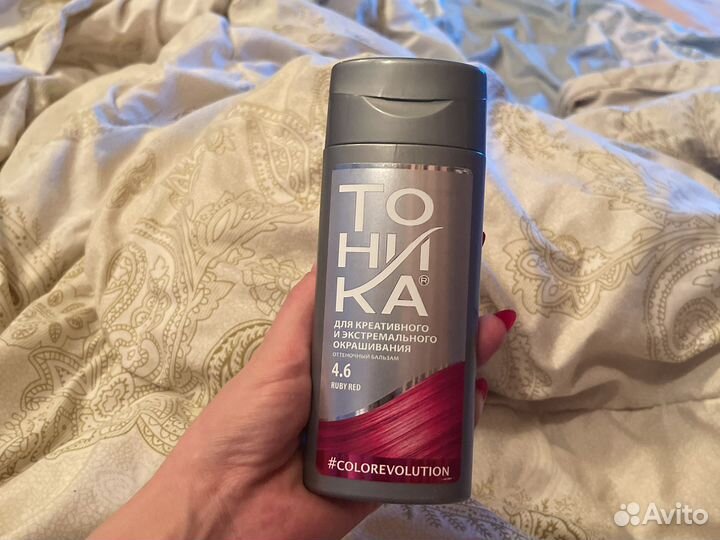 ТО
НИ
КА®
ДЛЯ КРЕАТИВНОГО
И ЭКСТРЕМАЛЬНОГО
ОКРАШИВАНИЯ
ОТТЕНОЧНЫЙ БАЛЬЗАМ
4.6
RUBY RED
#COLOREVOLUTION
Avito